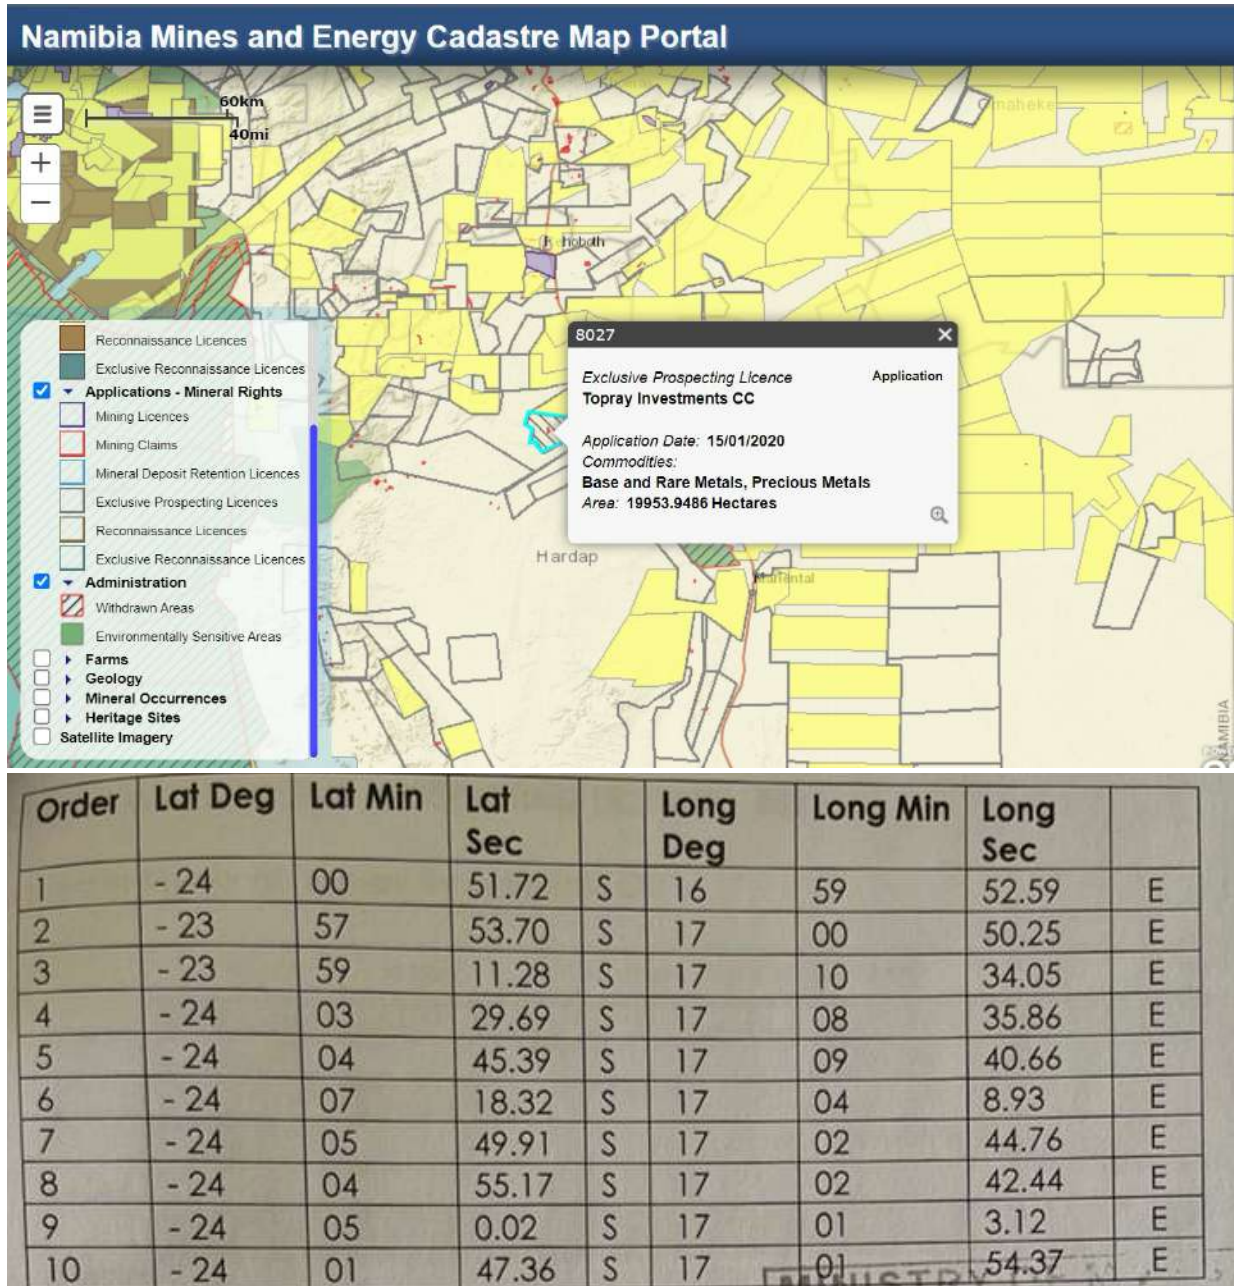 Namibia Mines and Energy Cadastre Map Portal
60km
40mi
Omaheke
Rehoboth
8027
Exclusive Prospecting Licence Application
Topray Investments CC
Application Date: 15/01/2020
Commodities:
Base and Rare Metals, Precious Metals
Area: 19953.9486 Hectares
Hardap
Mariental
NAMIBIA
Reconnaissance Licences
Exclusive Reconnaissance Licences
Applications - Mineral Rights
Mining Licences
Mining Claims
Mineral Deposit Retention Licences
Exclusive Prospecting Licences
Reconnaissance Licences
Exclusive Reconnaissance Licences
Administration
Withdrawn Areas
Environmentally Sensitive Areas
Farms
Geology
Mineral Occurrences
Heritage Sites
Satellite Imagery
Order Lat Deg Lat Min Lat Sec Long Deg Long Min Long Sec
1 - 24 00 51.72 S 16 59 52.59 E
2 - 23 57 53.70 S 17 00 50.25 E
3 - 23 59 11.28 S 17 10 34.05 E
4 - 24 03 29.69 S 17 08 35.86 E
5 - 24 04 45.39 S 17 09 40.66 E
6 - 24 07 18.32 S 17 04 8.93 E
7 - 24 05 49.91 S 17 02 44.76 E
8 - 24 04 55.17 S 17 02 42.44 E
9 - 24 05 0.02 S 17 01 3.12 E
10 - 24 01 47.36 S 17 01 54.37 E
MINISTRY